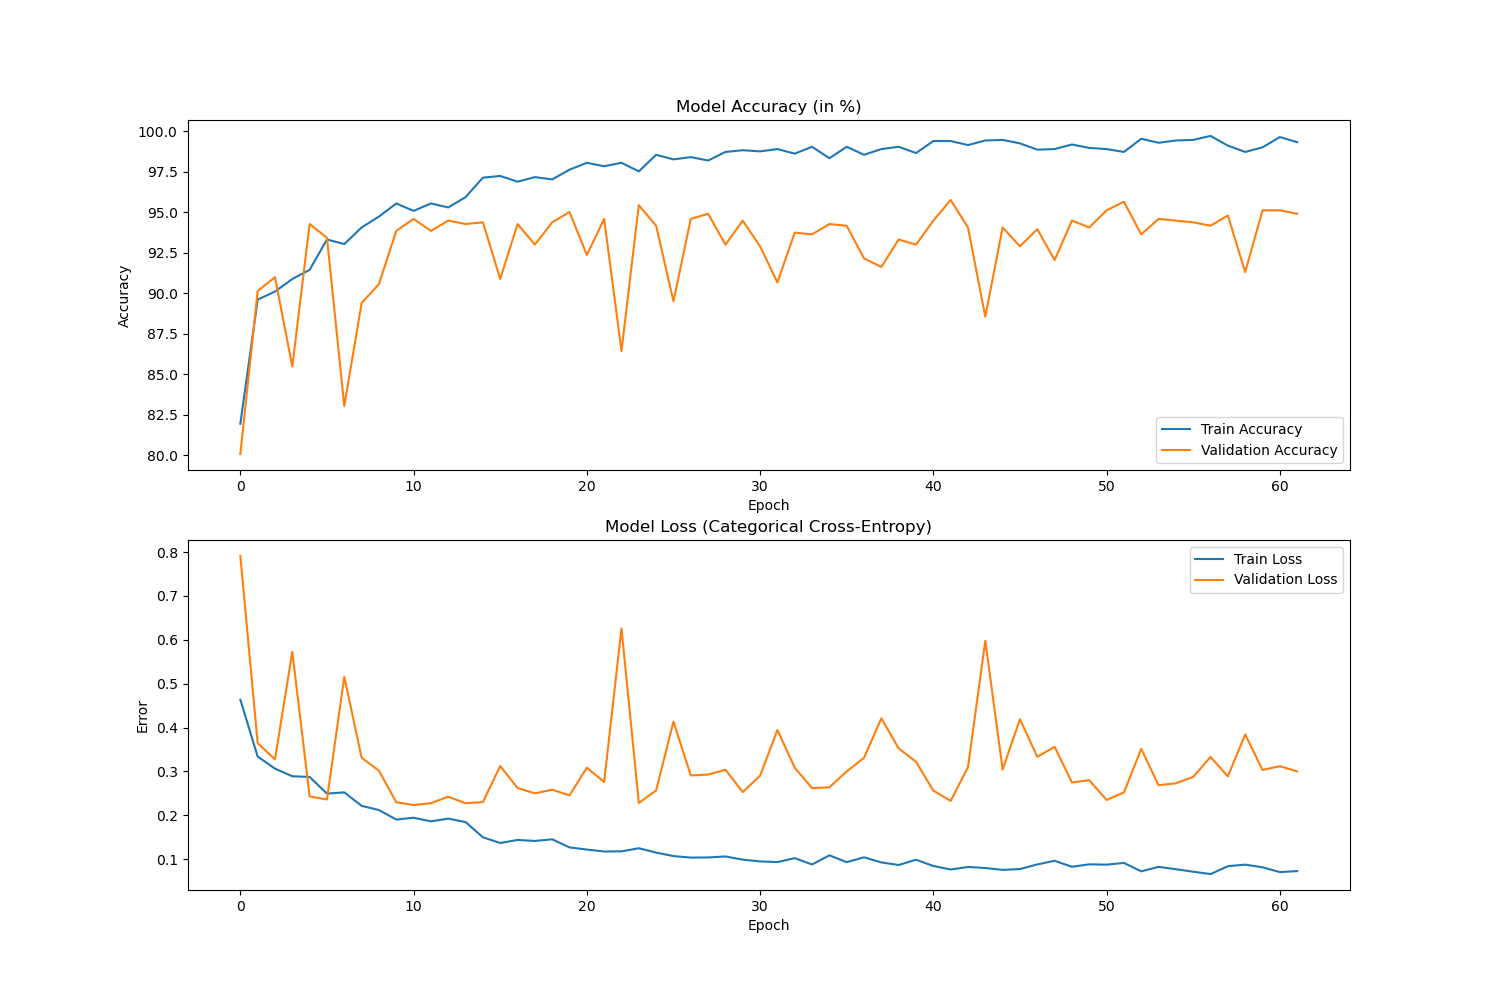 Model Accuracy (in %)
100.0
97.5
95.0
92.5
90.0
87.5
85.0
82.5
80.0
Accuracy
Train Accuracy
Validation Accuracy
0 10 20 30 40 50 60
Epoch
Model Loss (Categorical Cross-Entropy)
0.8
0.7
0.6
0.5
0.4
0.3
0.2
0.1
Error
Train Loss
Validation Loss
0 10 20 30 40 50 60
Epoch